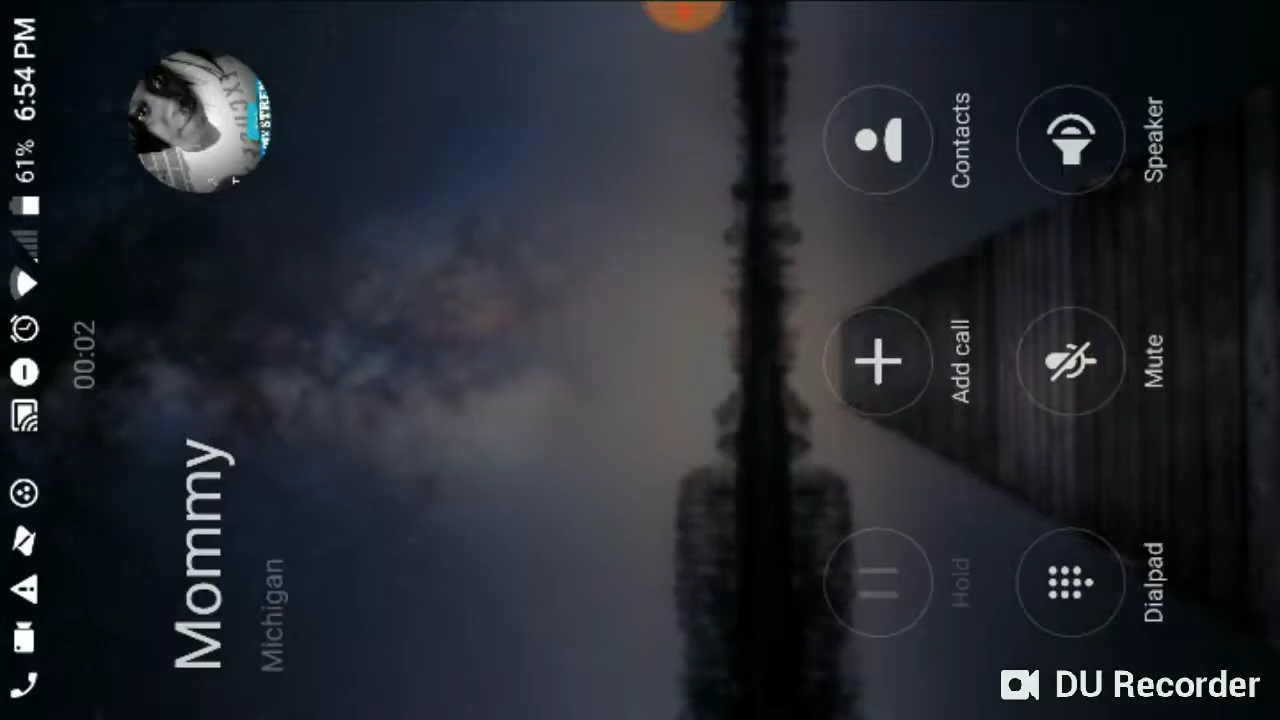 61% 6:54 PM
00:02
Mommy
Michigan
Hold
Add call
Contacts
Dialpad
Mute
Speaker
DU Recorder